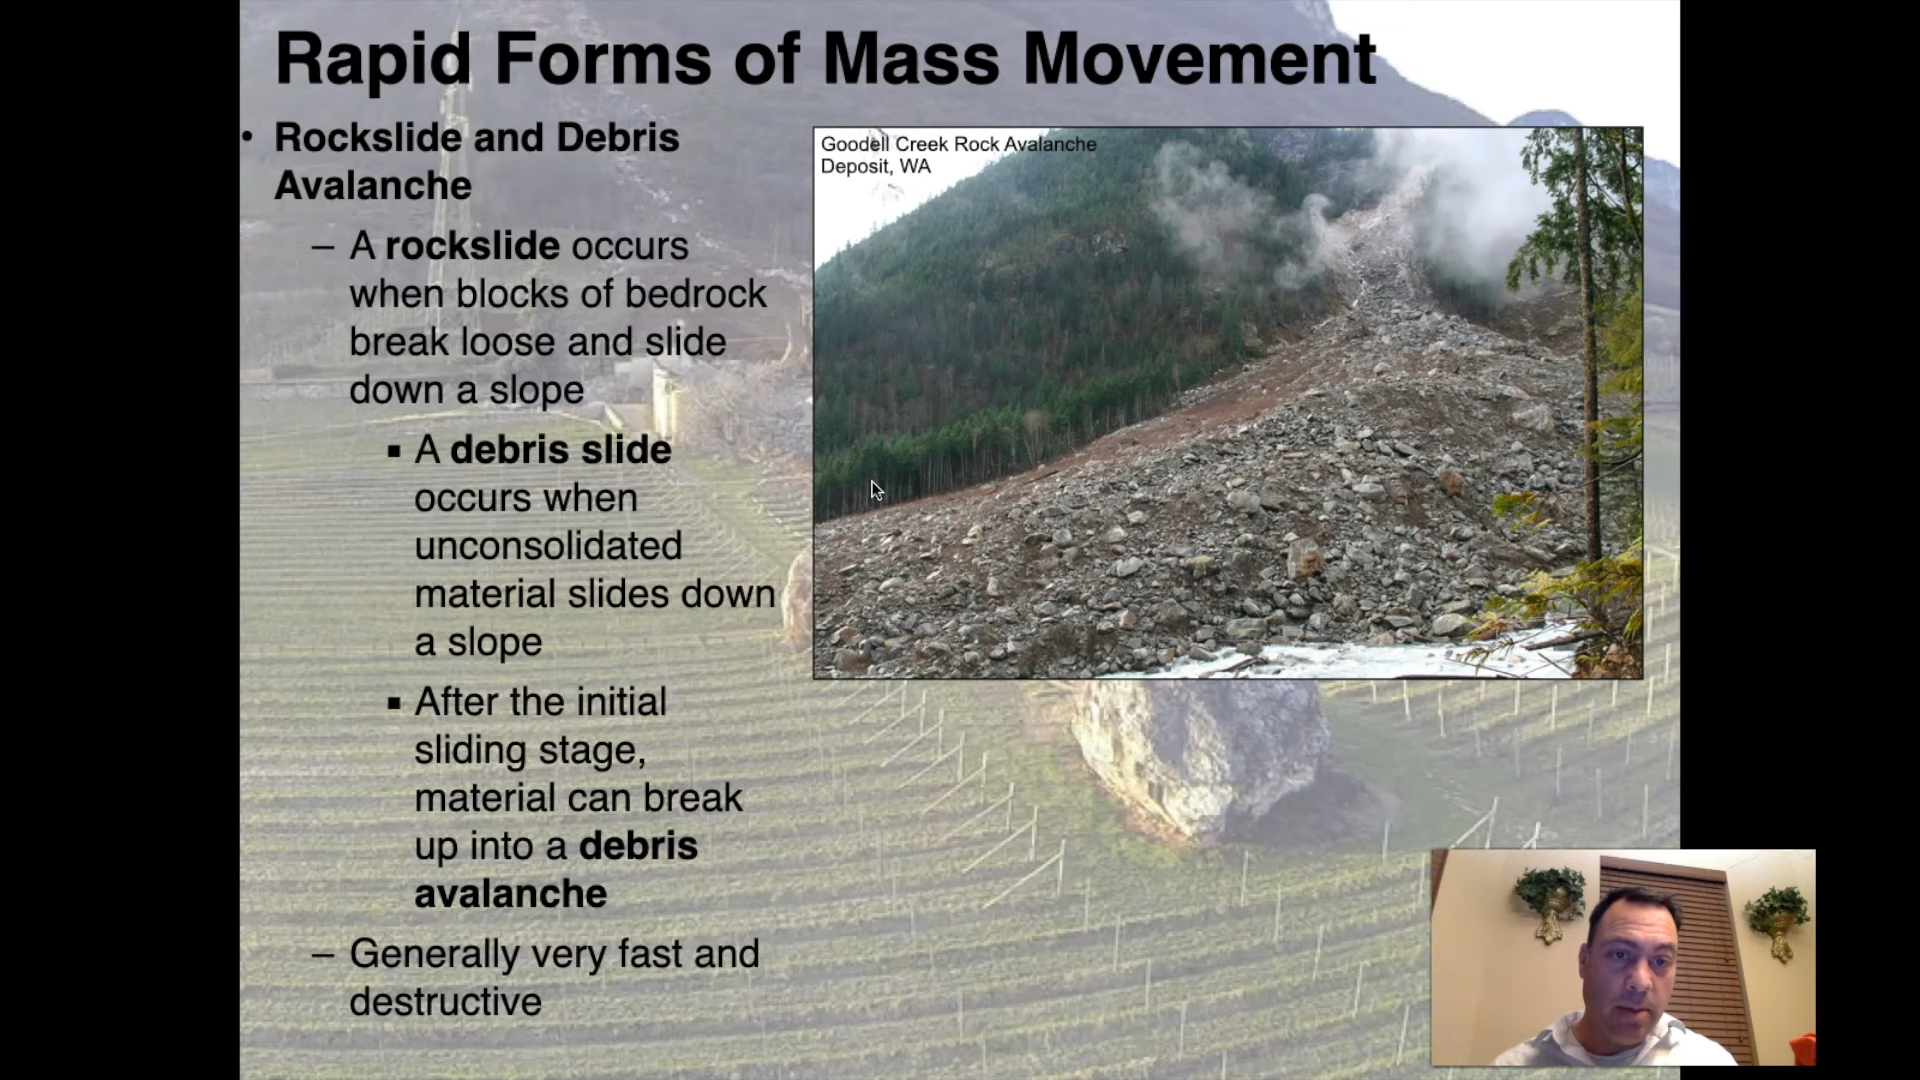 Rapid Forms of Mass Movement
• Rockslide and Debris
Avalanche
– A rockslide occurs
when blocks of bedrock
break loose and slide
down a slope
▪ A debris slide
occurs when
unconsolidated
material slides down
a slope
▪ After the initial
sliding stage,
material can break
up into a debris
avalanche
– Generally very fast and
destructive
Goodell Creek Rock Avalanche
Deposit, WA